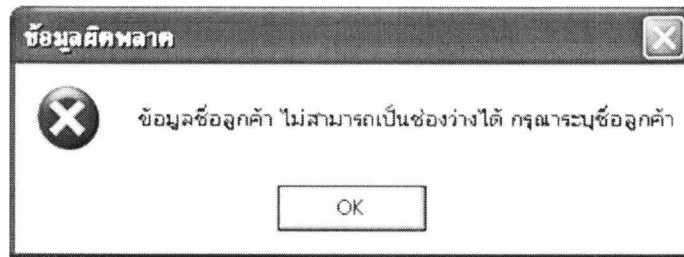 ข้อมูลผิดพลาด
ข้อมูลชื่อลูกค้า ไม่สามารถเป็นช่องว่างได้ กรุณาระบุชื่อลูกค้า
OK